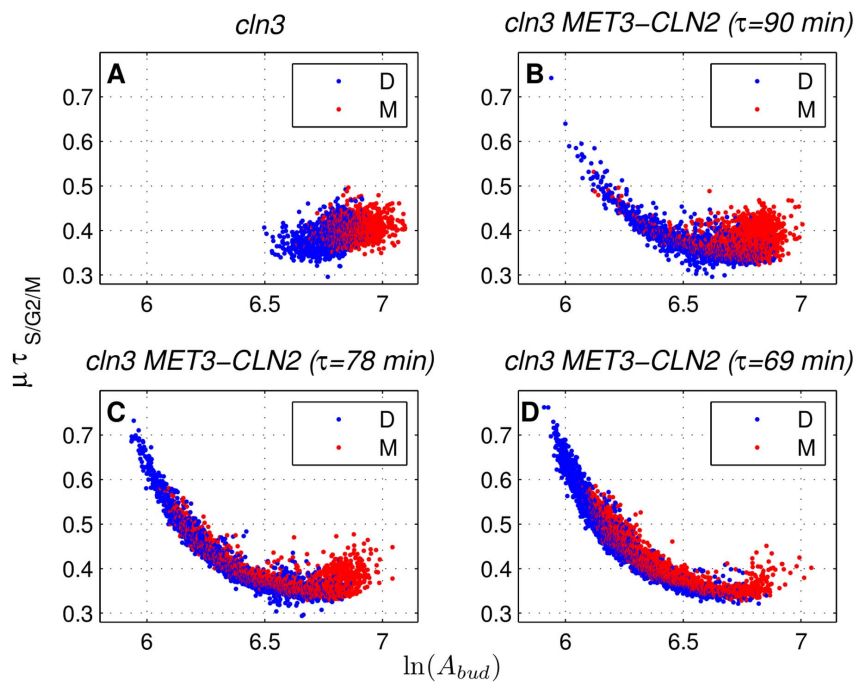 cln3
cln3 MET3−CLN2 (τ=90 min)
A
D
M
0.7
0.6
0.5
0.4
0.3
6
6.5
7
B
D
M
0.7
0.6
0.5
0.4
0.3
6
6.5
7
μ τ S/G2/M
cln3 MET3−CLN2 (τ=78 min)
cln3 MET3−CLN2 (τ=69 min)
C
D
M
0.7
0.6
0.5
0.4
0.3
6
6.5
7
D
D
M
0.7
0.6
0.5
0.4
0.3
6
6.5
7
ln(A_bud)